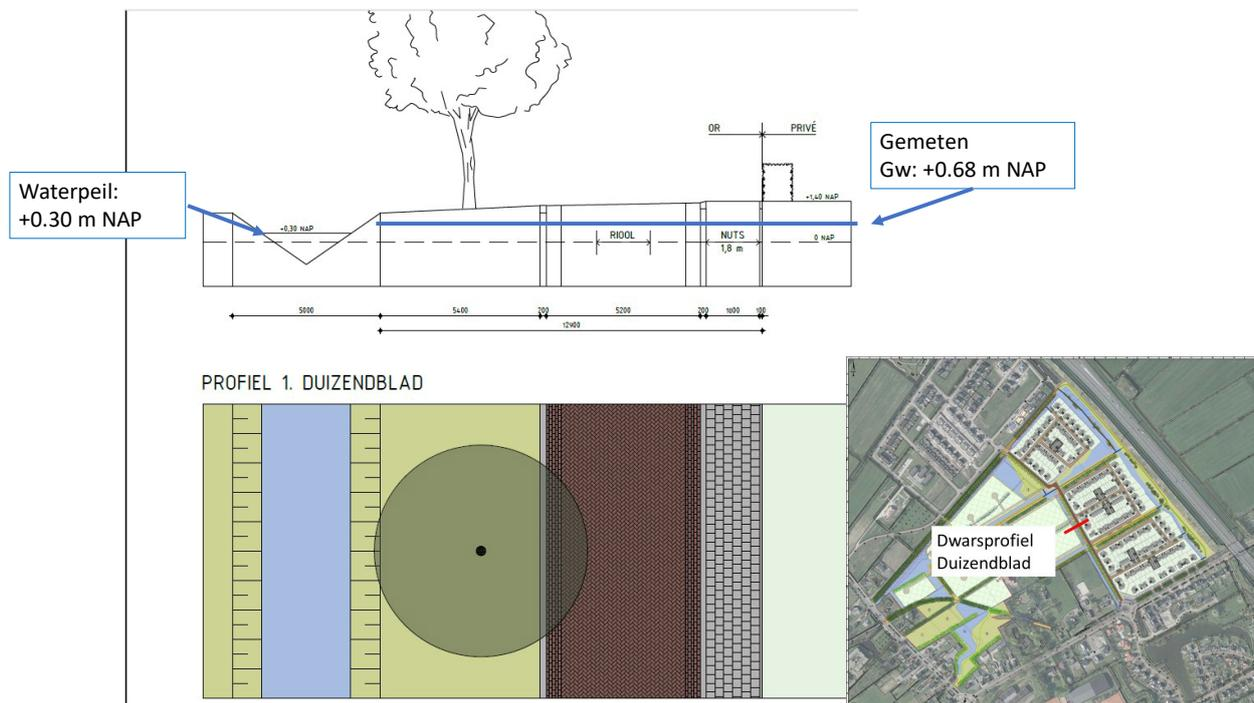 OR
PRIVÉ
Gemeten
Gw: +0.68 m NAP
Waterpeil:
+0.30 m NAP
+1,40 NAP
+0,30 NAP
RIOOL
NUTS
1,8 m
0 NAP
5000
5400
200
5200
200
1800
100
12900
PROFIEL 1. DUIZENDBLAD
Dwarsprofiel
Duizendblad